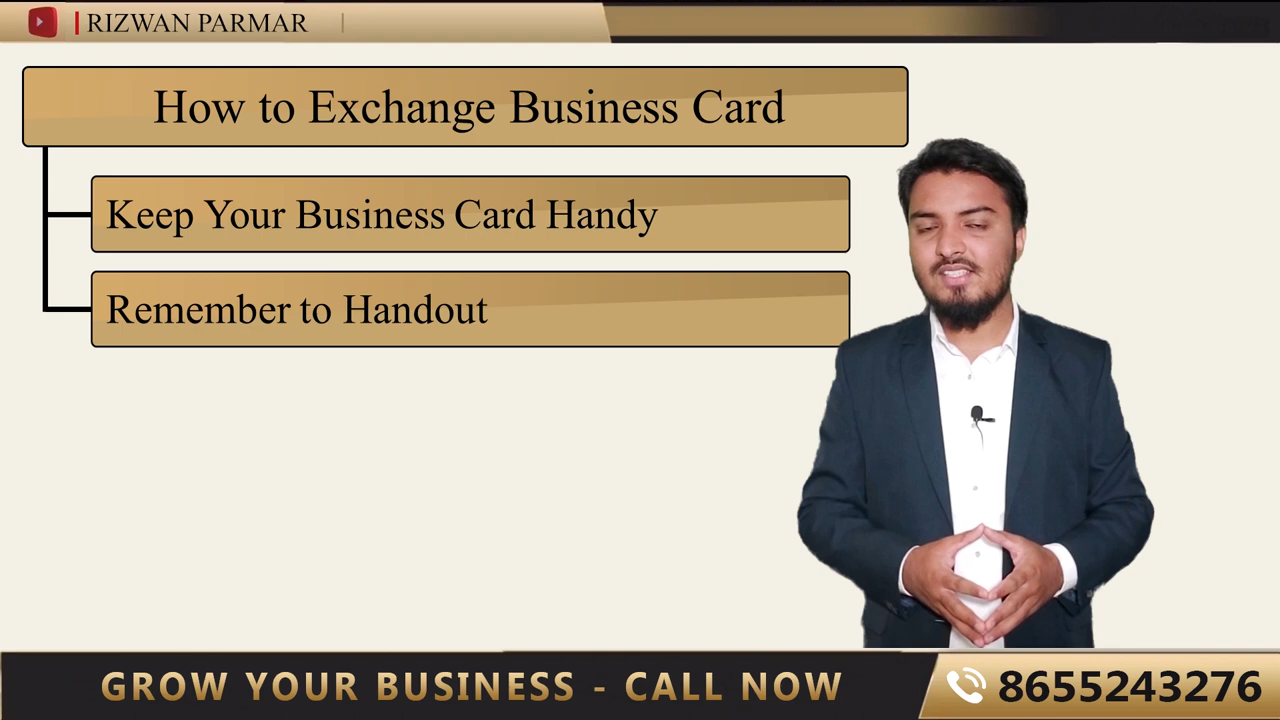 RIZWAN PARMAR
How to Exchange Business Card
Keep Your Business Card Handy
Remember to Handout
GROW YOUR BUSINESS - CALL NOW
8655243276